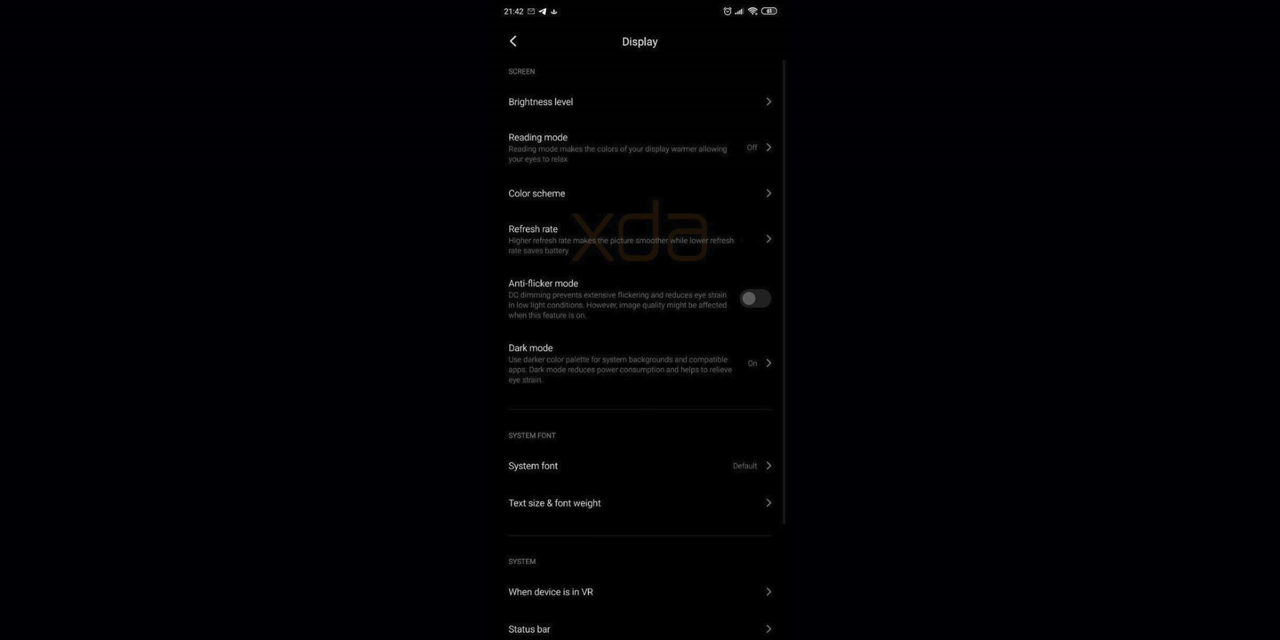 21:42
Display
SCREEN
Brightness level
Reading mode
Reading mode makes the colors of your display warmer allowing
your eyes to relax
Off
Color scheme
xda
Refresh rate
Higher refresh rate makes the picture smoother while lower refresh
rate saves battery
Anti-flicker mode
DC dimming prevents extensive flickering and reduces eye strain
in low light conditions. However, image quality might be affected
when this feature is on.
Dark mode
Use darker color palette for system backgrounds and compatible
apps. Dark mode reduces power consumption and helps to relieve
eye strain.
On
SYSTEM FONT
System font
Default
Text size & font weight
SYSTEM
When device is in VR
Status bar